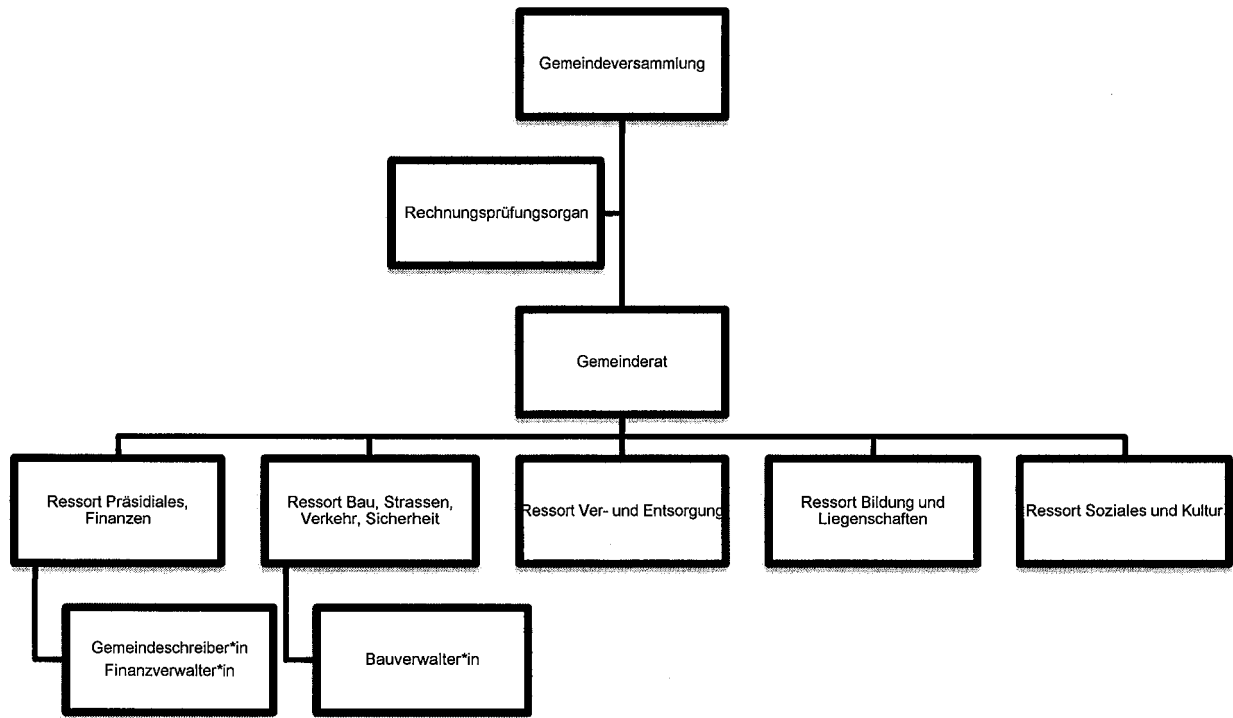 Gemeindeversammlung
Rechnungsprüfungsorgan
Gemeinderat
Ressort Präsidiales,
Finanzen
Ressort Bau, Strassen,
Verkehr, Sicherheit
Ressort Ver- und Entsorgung
Ressort Bildung und
Liegenschaften
Ressort Soziales und Kultur
Gemeindeschreiber*in
Finanzverwalter*in
Bauverwalter*in